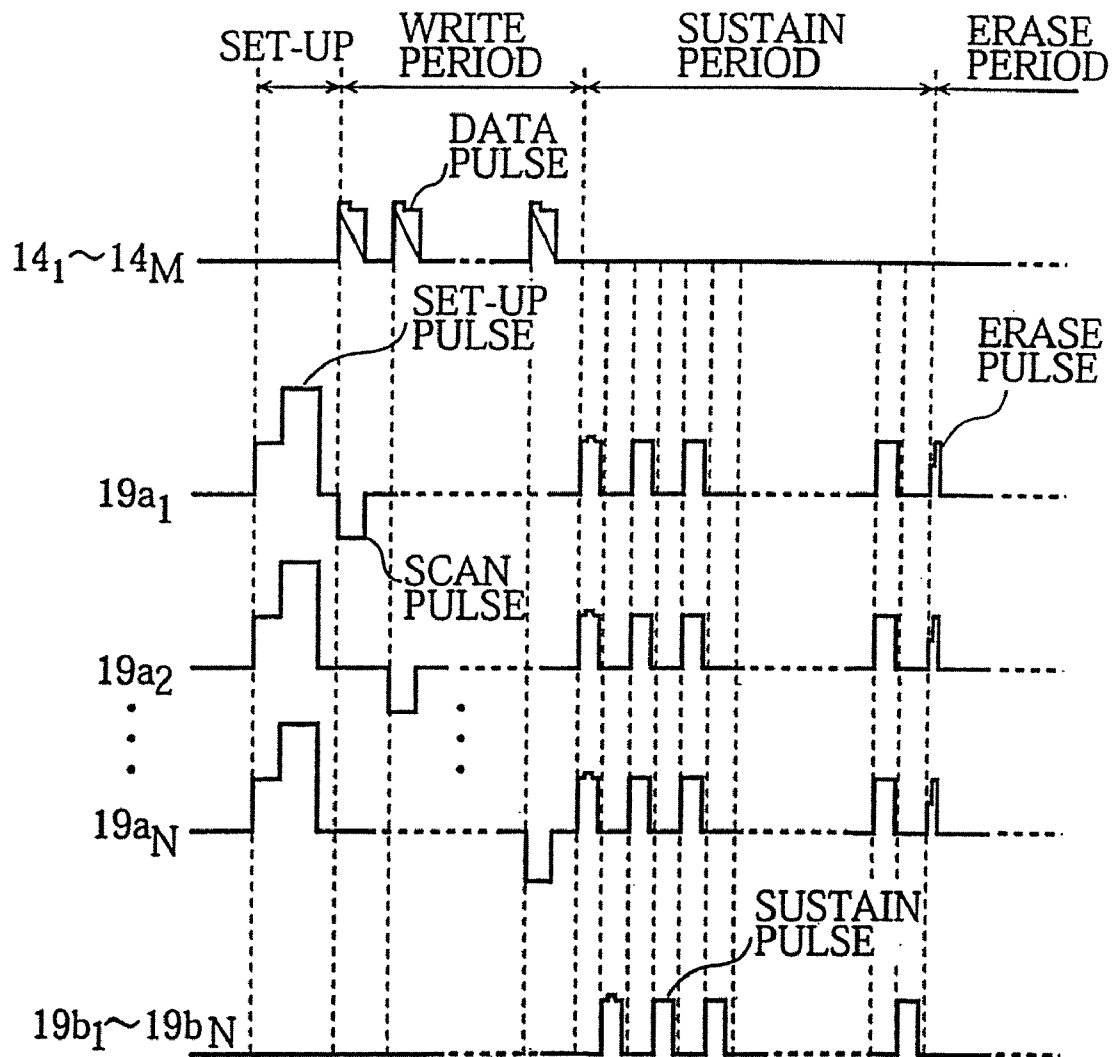 SET-UP
WRITE
PERIOD
SUSTAIN
PERIOD
ERASE
PERIOD
DATA
PULSE
14₁~14M
SET-UP
PULSE
ERASE
PULSE
19a₁
SCAN
PULSE
19a₂
19aN
SUSTAIN
PULSE
19b₁~19bN